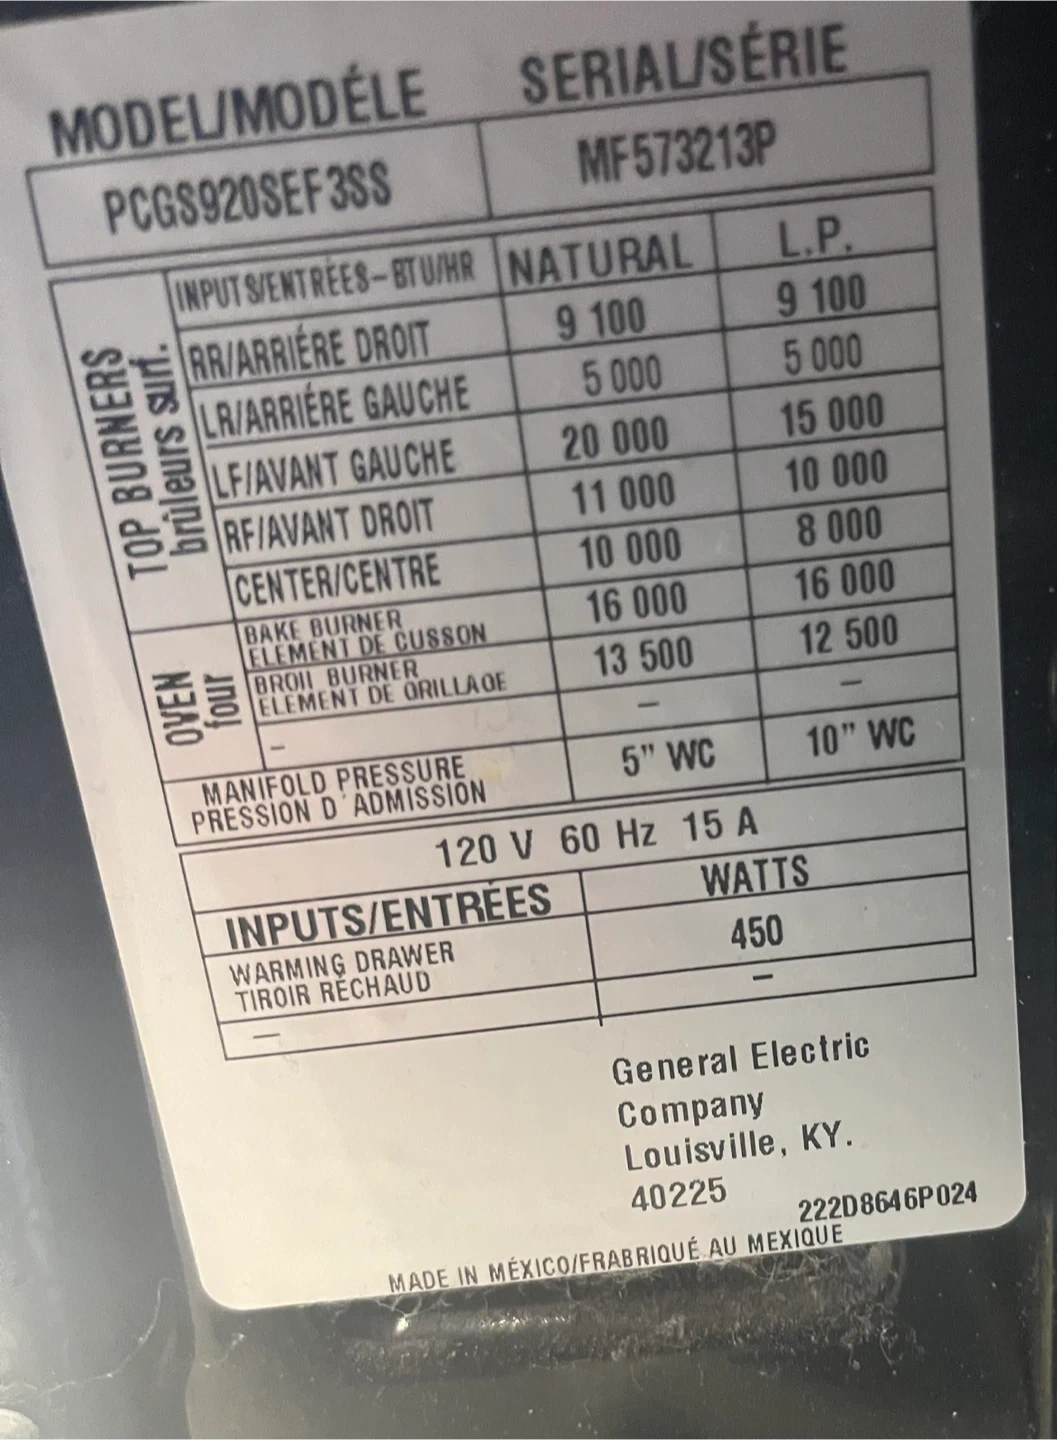 MODEL/MODÉLE SERIAL/SÉRIE
PCGS920SEF3SS MF573213P
TOP BURNERS
brûleurs surf.
INPUTS/ENTRÈES-BTU/HR NATURAL L.P.
RR/ARRIÉRE DROIT 9 100 9 100
LR/ARRIÉRE GAUCHE 5 000 5 000
LF/AVANT GAUCHE 20 000 15 000
RF/AVANT DROIT 11 000 10 000
CENTER/CENTRE 10 000 8 000
OVEN
four
BAKE BURNER 16 000 16 000
ELEMENT DE CUSSON
BROIL BURNER 13 500 12 500
ELEMENT DE GRILLAGE
- - -
MANIFOLD PRESSURE 5" WC 10" WC
PRESSION D'ADMISSION
120 V 60 Hz 15 A
INPUTS/ENTRÉES WATTS
WARMING DRAWER 450
TIROIR RÉCHAUD
- -
General Electric
Company
Louisville, KY.
40225
222D8646P024
MADE IN MÉXICO/FRABRIQUÉ AU MEXIQUE